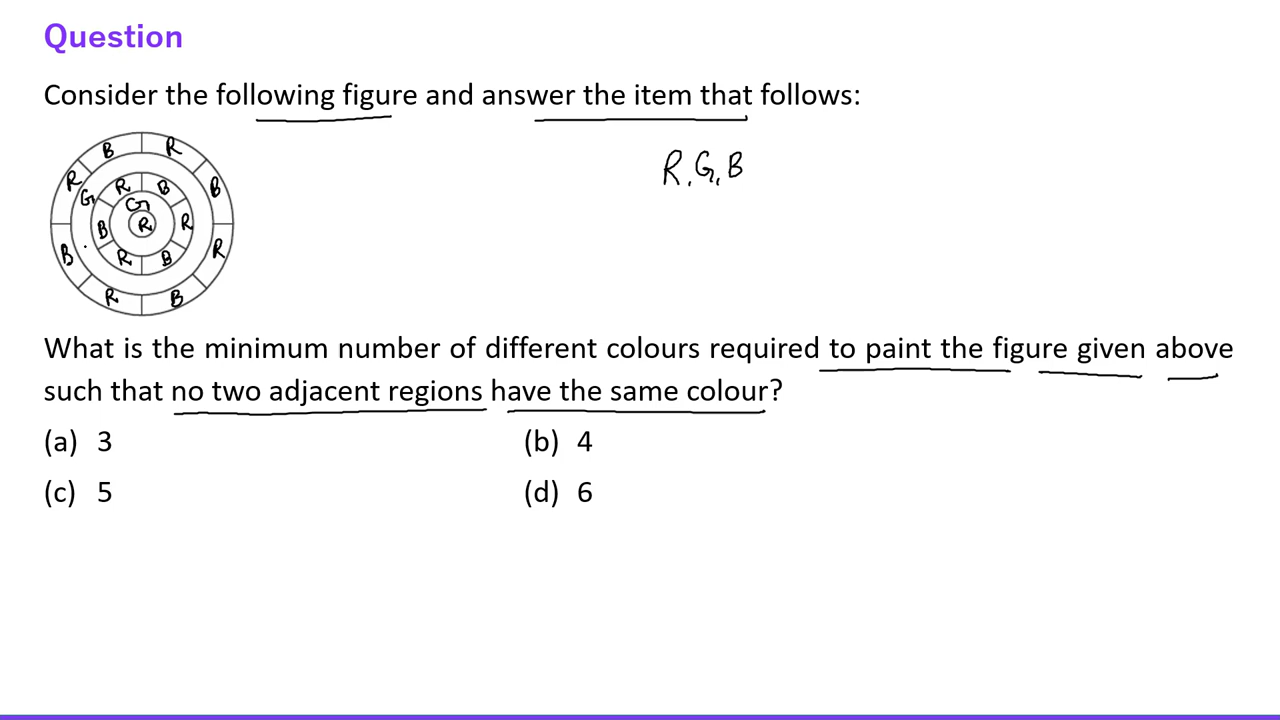 Question
Consider the following figure and answer the item that follows:
R, G, B
B R
R B
G R B
G
B R R
B R
R B
R B
What is the minimum number of different colours required to paint the figure given above
such that no two adjacent regions have the same colour?
(a) 3 (b) 4
(c) 5 (d) 6